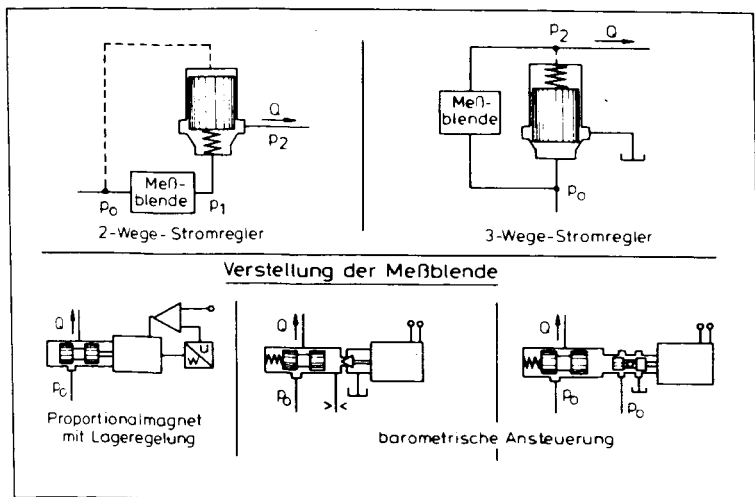 p2 Q
Q
p2
Meß-
blende
p0 p1
2-Wege-Stromregler
Meß-
blende
p0
3-Wege-Stromregler
Verstellung der Meßblende
Q
U
W
p0
Proportionalmagnet
mit Lageregelung
Q
p0 > <
Q
p0 p0
barometrische Ansteuerung